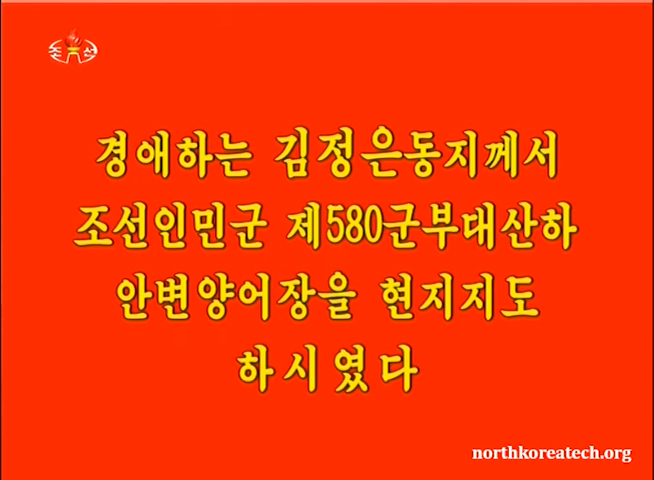 조선
경애하는 김정은동지께서
조선인민군 제580군부대산하
안변양어장을 현지지도
하시였다
northkoreatech.org